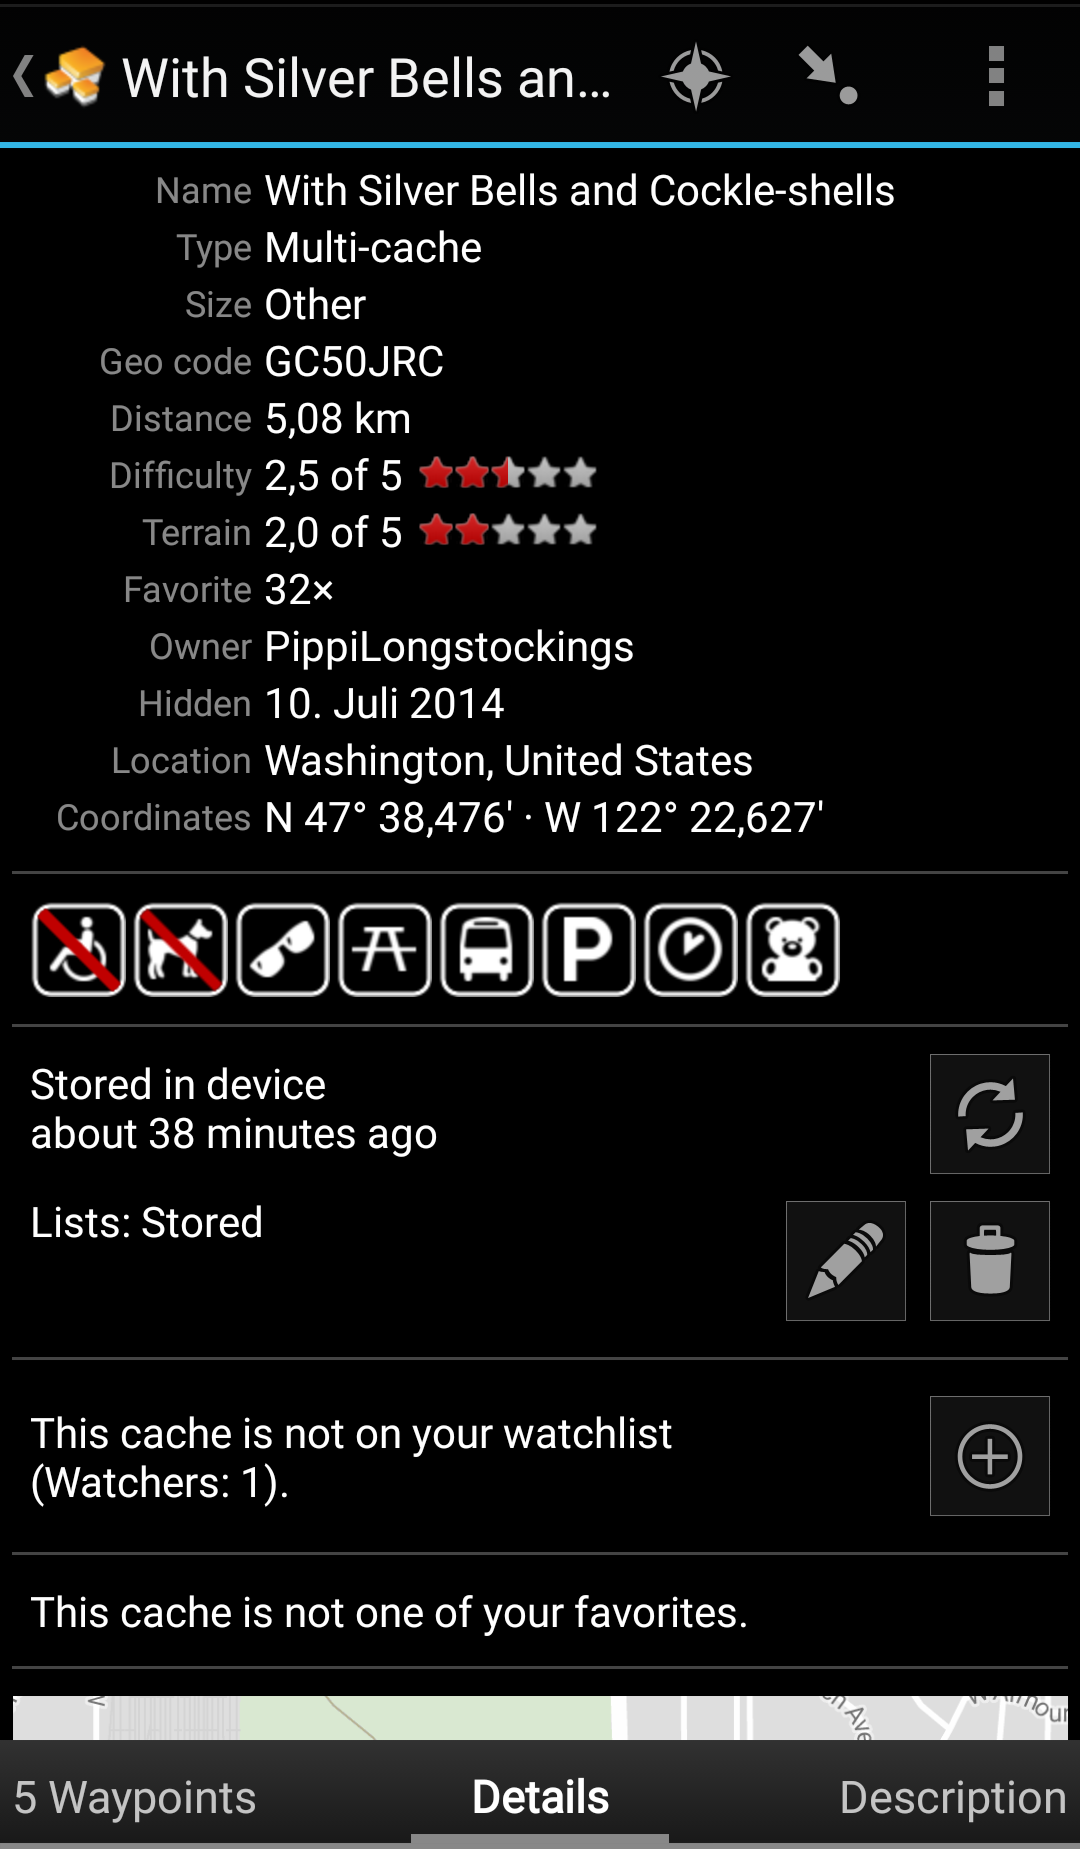 With Silver Bells an...
Name With Silver Bells and Cockle-shells
Type Multi-cache
Size Other
Geo code GC50JRC
Distance 5,08 km
Difficulty 2,5 of 5
Terrain 2,0 of 5
Favorite 32×
Owner PippiLongstockings
Hidden 10. Juli 2014
Location Washington, United States
Coordinates N 47° 38,476' · W 122° 22,627'
P
Stored in device
about 38 minutes ago
Lists: Stored
This cache is not on your watchlist
(Watchers: 1).
This cache is not one of your favorites.
5 Waypoints Details Description